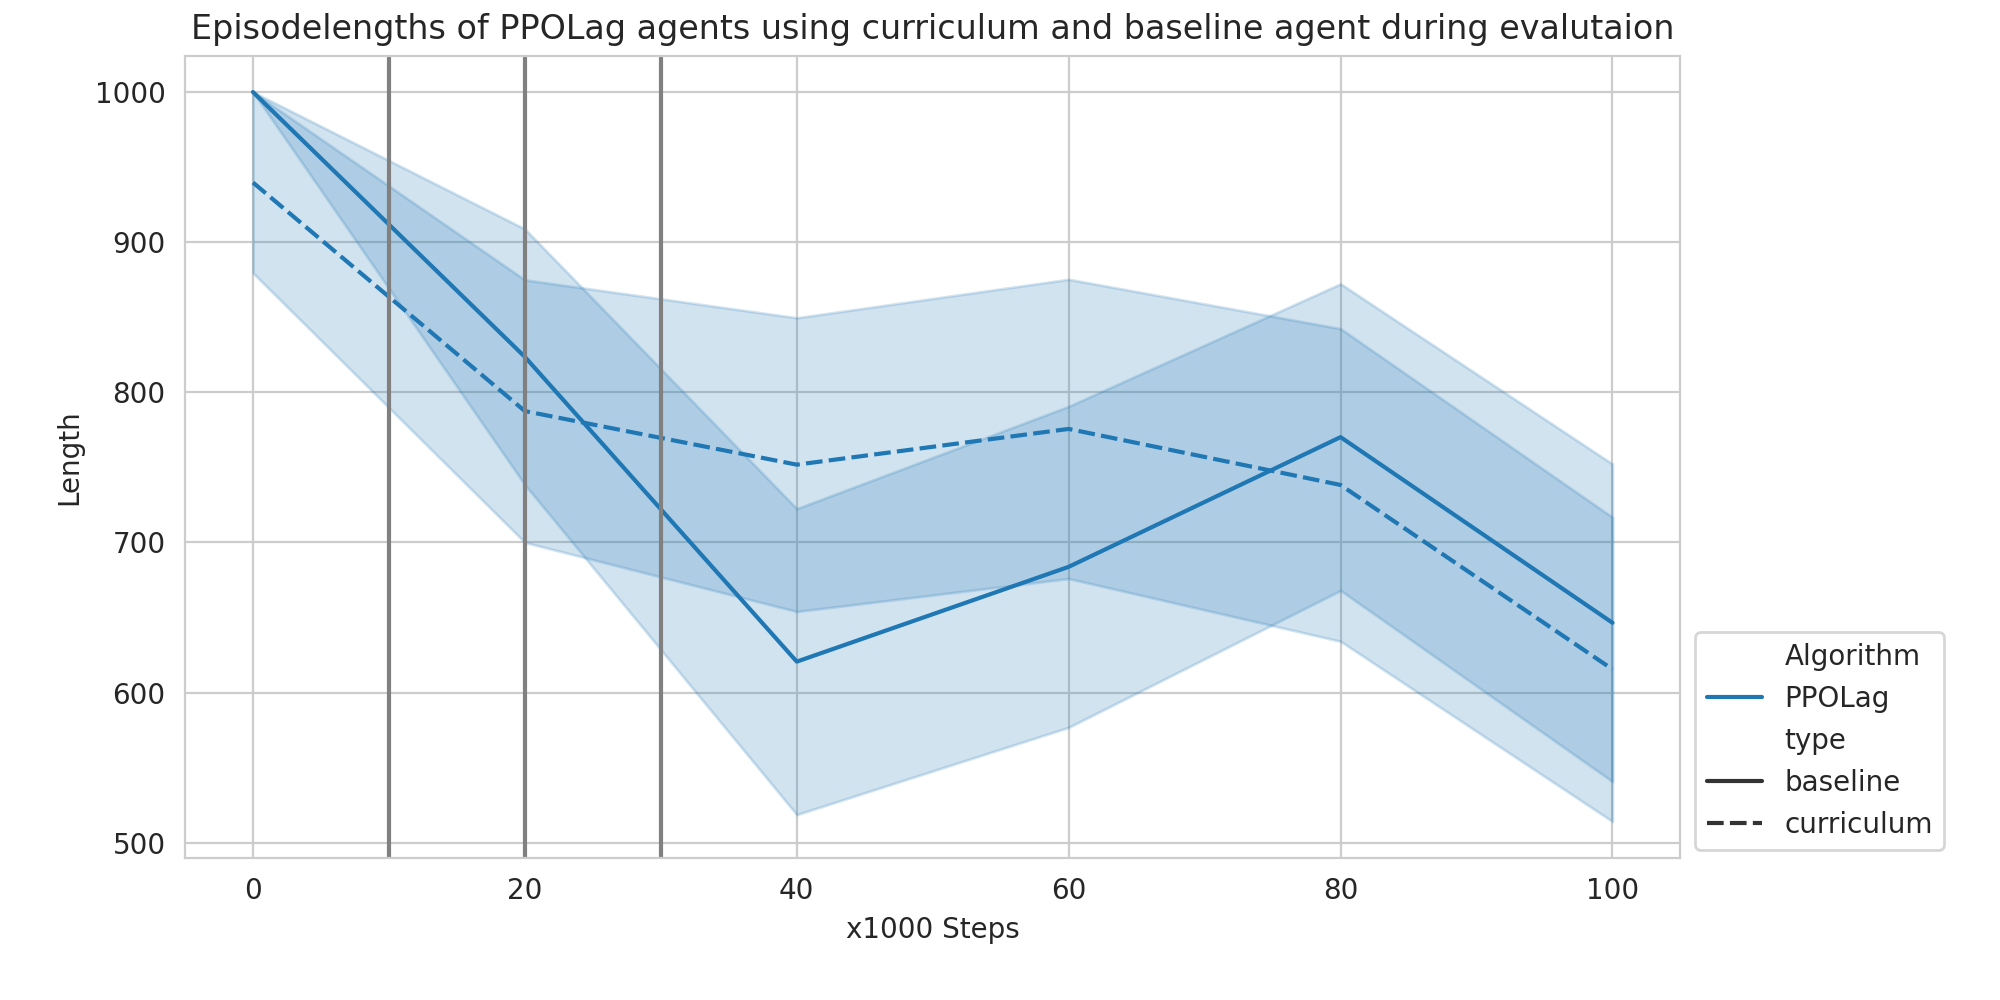 Episodelengths of PPOLag agents using curriculum and baseline agent during evalutaion
1000
900
800
700
600
500
Length
0 20 40 60 80 100
x1000 Steps
Algorithm
PPOLag
type
baseline
curriculum